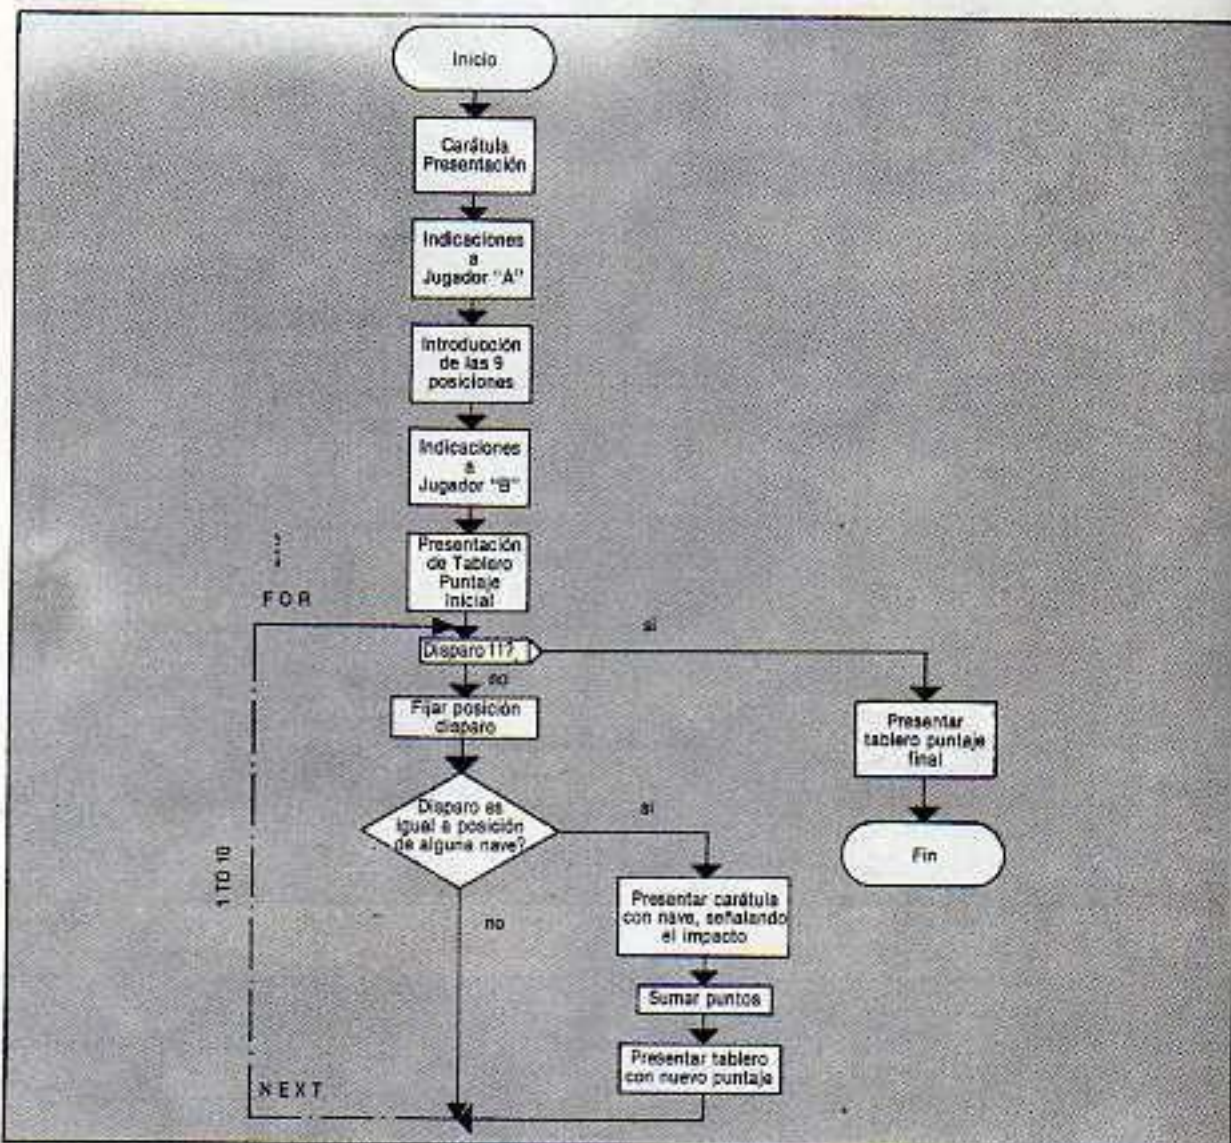 Inicio
Carátula
Presentación
Indicaciones
a
Jugador "A"
Introducción
de las 9
posiciones
Indicaciones
a
Jugador "B"
Presentación
de Tablero
Puntaje
Inicial
FOR
si
Disparo 11?
no
Fijar posición
disparo
Presentar
tablero puntaje
final
Disparo es
igual a posición
de alguna nave?
si
Fin
1 TO 10
no
Presentar carátula
con nave, señalando
el impacto
Sumar puntos
Presentar tablero
con nuevo puntaje
NEXT